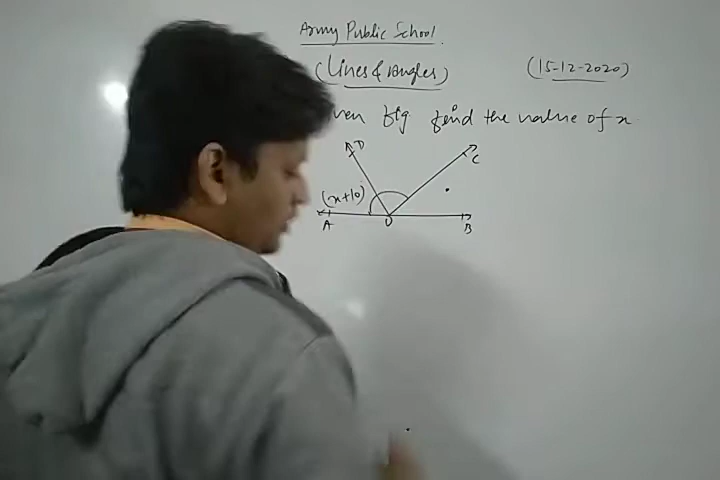 Army Public School
(Lines & Angles)
(15-12-2020)
fig find the value of x
D
C
(x+10)
A
O
B